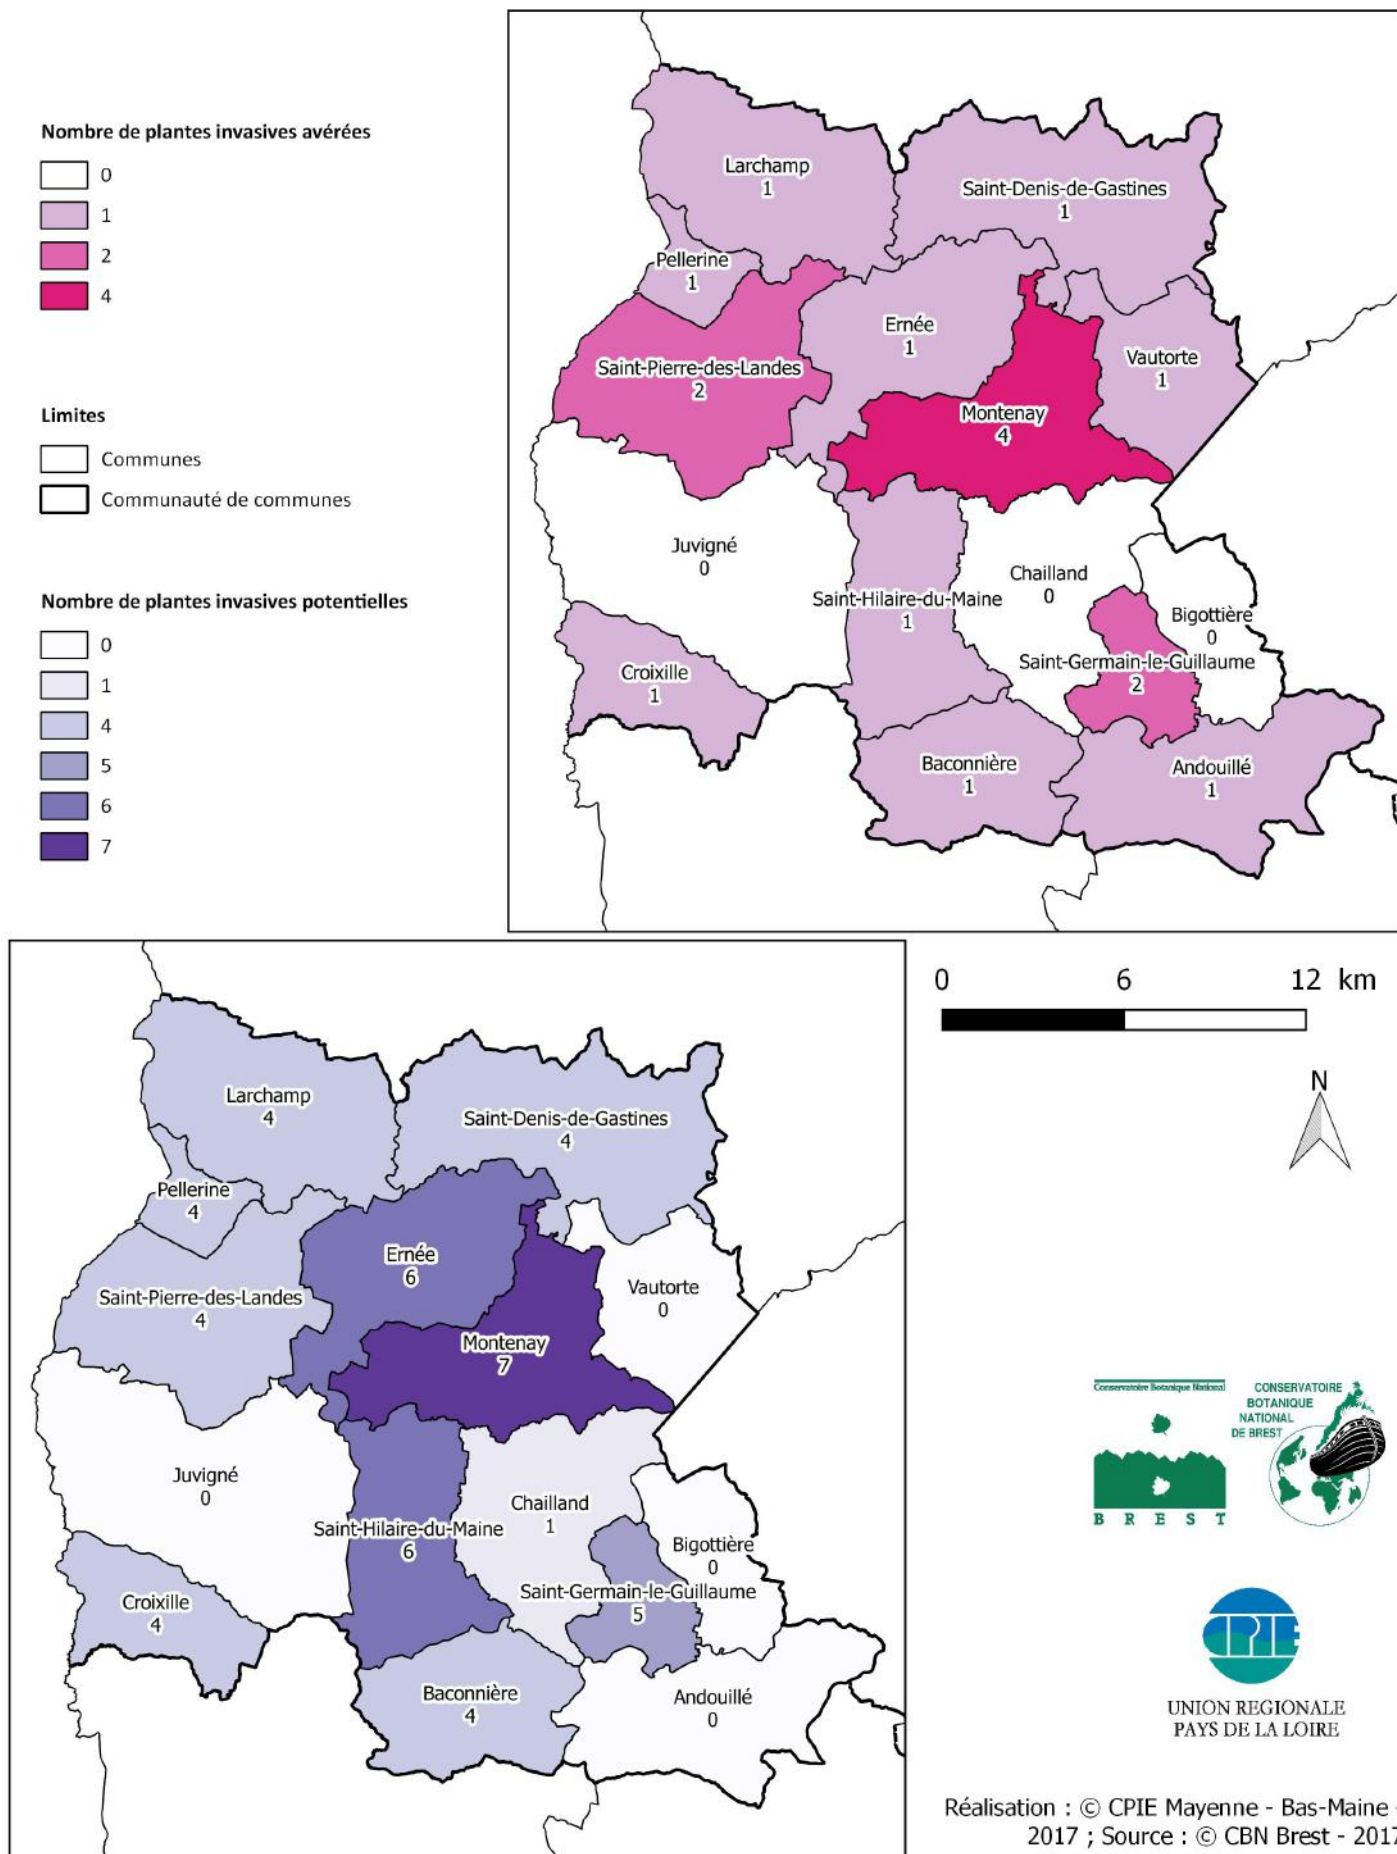 Nombre de plantes invasives avérées
0
1
2
4
Limites
Communes
Communauté de communes
Nombre de plantes invasives potentielles
0
1
4
5
6
7
Larchamp
1
Saint-Denis-de-Gastines
1
Pellerine
1
Ernée
1
Vautorte
1
Saint-Pierre-des-Landes
2
Montenay
4
Juvigné
0
Chailland
0
Saint-Hilaire-du-Maine
1
Bigottière
0
Saint-Germain-le-Guillaume
2
Croixille
1
Baconnière
1
Andouillé
1
Larchamp
4
Saint-Denis-de-Gastines
4
Pellerine
4
Ernée
6
Vautorte
0
Saint-Pierre-des-Landes
4
Montenay
7
Juvigné
0
Chailland
1
Saint-Hilaire-du-Maine
6
Bigottière
0
Saint-Germain-le-Guillaume
5
Croixille
4
Baconnière
4
Andouillé
0
0 6 12 km
N
Conservatoire Botanique National
BREST
CONSERVATOIRE
BOTANIQUE
NATIONAL
DE BREST
CPIE
UNION REGIONALE
PAYS DE LA LOIRE
Réalisation : © CPIE Mayenne - Bas-Maine -
2017 ; Source : © CBN Brest - 2017